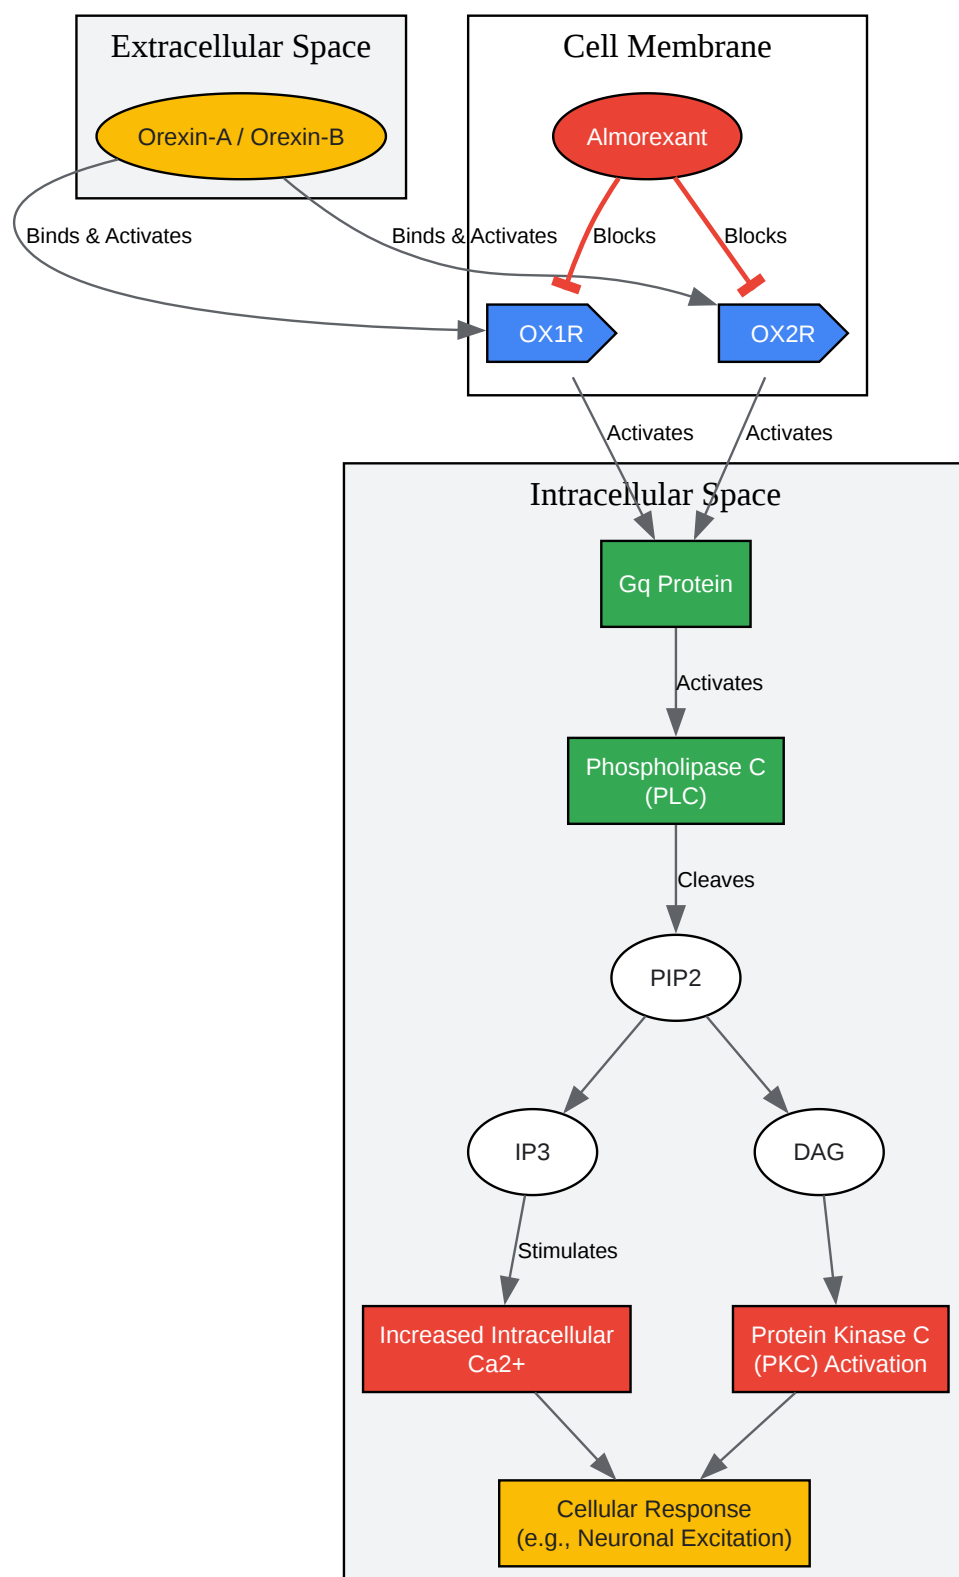 Extracellular Space
Cell Membrane
Orexin-A / Orexin-B
Almorexant
Binds & Activates
Binds & Activates
Blocks
Blocks
OX1R
OX2R
Activates
Activates
Intracellular Space
Gq Protein
Activates
Phospholipase C
(PLC)
Cleaves
PIP2
IP3
DAG
Stimulates
Increased Intracellular
Ca2+
Protein Kinase C
(PKC) Activation
Cellular Response
(e.g., Neuronal Excitation)